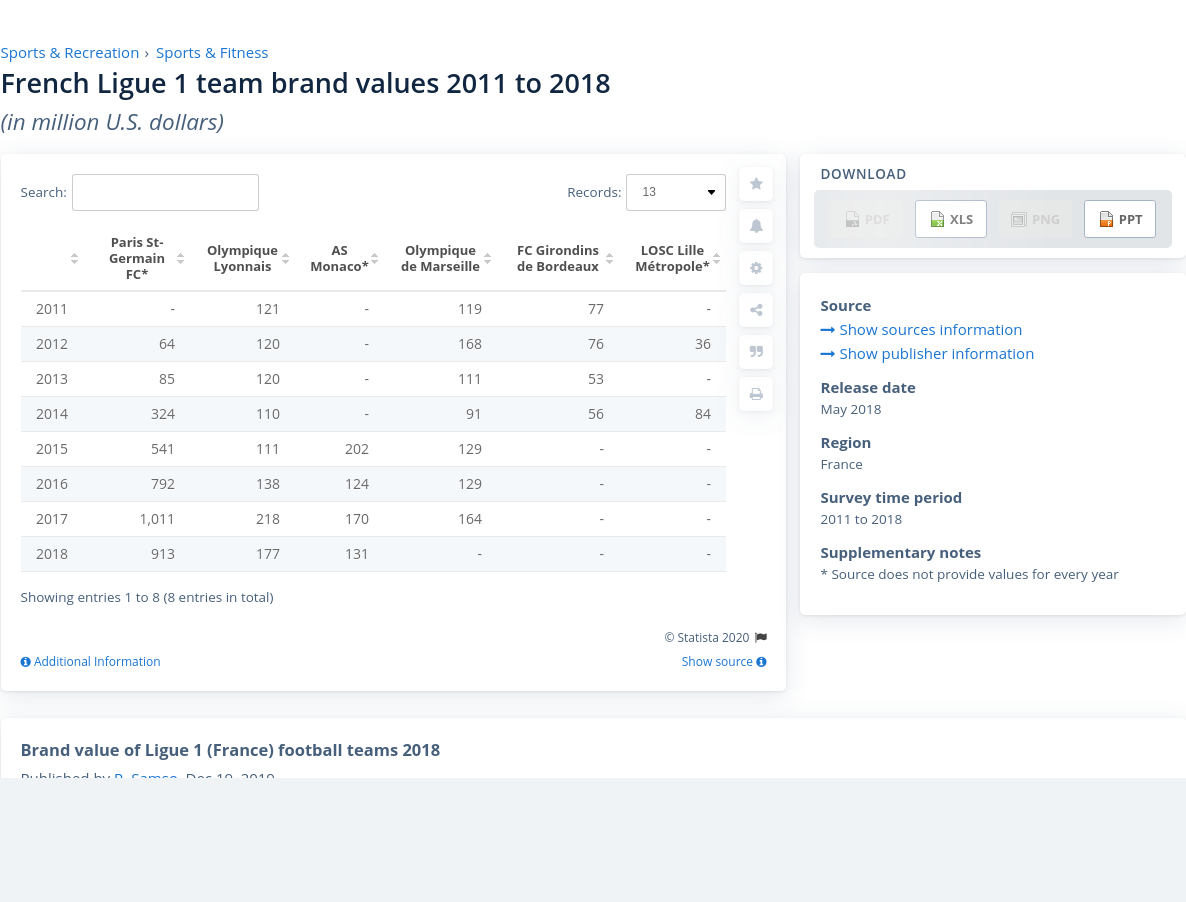 Sports & Recreation › Sports & Fitness
French Ligue 1 team brand values 2011 to 2018
(in million U.S. dollars)
Search:
Records: 13
Paris St-Germain FC* Olympique Lyonnais AS Monaco* Olympique de Marseille FC Girondins de Bordeaux LOSC Lille Métropole*
2011 - 121 - 119 77 -
2012 64 120 - 168 76 36
2013 85 120 - 111 53 -
2014 324 110 - 91 56 84
2015 541 111 202 129 - -
2016 792 138 124 129 - -
2017 1,011 218 170 164 - -
2018 913 177 131 - - -
Showing entries 1 to 8 (8 entries in total)
© Statista 2020
Additional Information
Show source
DOWNLOAD
PDF XLS PNG PPT
Source
Show sources information
Show publisher information
Release date
May 2018
Region
France
Survey time period
2011 to 2018
Supplementary notes
* Source does not provide values for every year
Brand value of Ligue 1 (France) football teams 2018
Published by